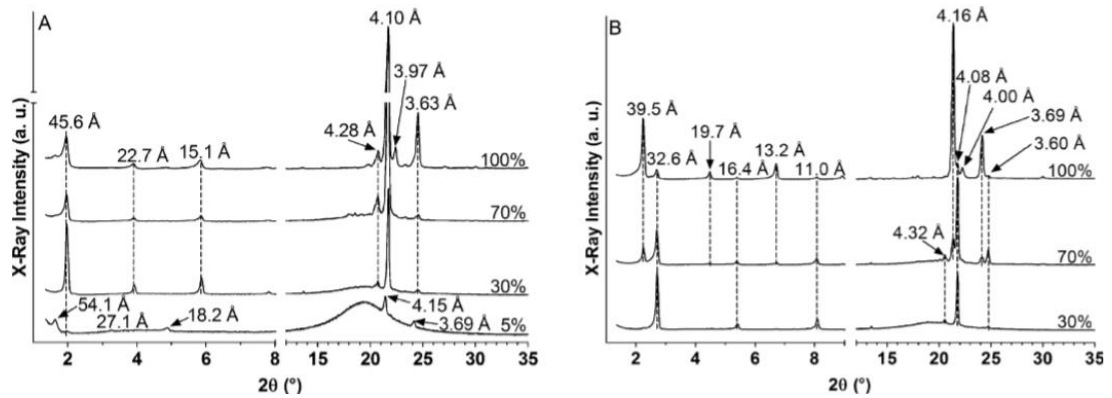 A
4.10 Å
3.97 Å
3.63 Å
4.28 Å
45.6 Å
22.7 Å
15.1 Å
100%
70%
30%
54.1 Å
27.1 Å
18.2 Å
4.15 Å
3.69 Å
5%
X-Ray Intensity (a. u.)
2 4 6 8 15 20 25 30 35
2θ (°)
B
4.16 Å
4.08 Å
4.00 Å
3.69 Å
3.60 Å
39.5 Å
32.6 Å
19.7 Å
16.4 Å
13.2 Å
11.0 Å
100%
4.32 Å
70%
30%
X-Ray Intensity (a. u.)
2 4 6 8 15 20 25 30 35
2θ (°)